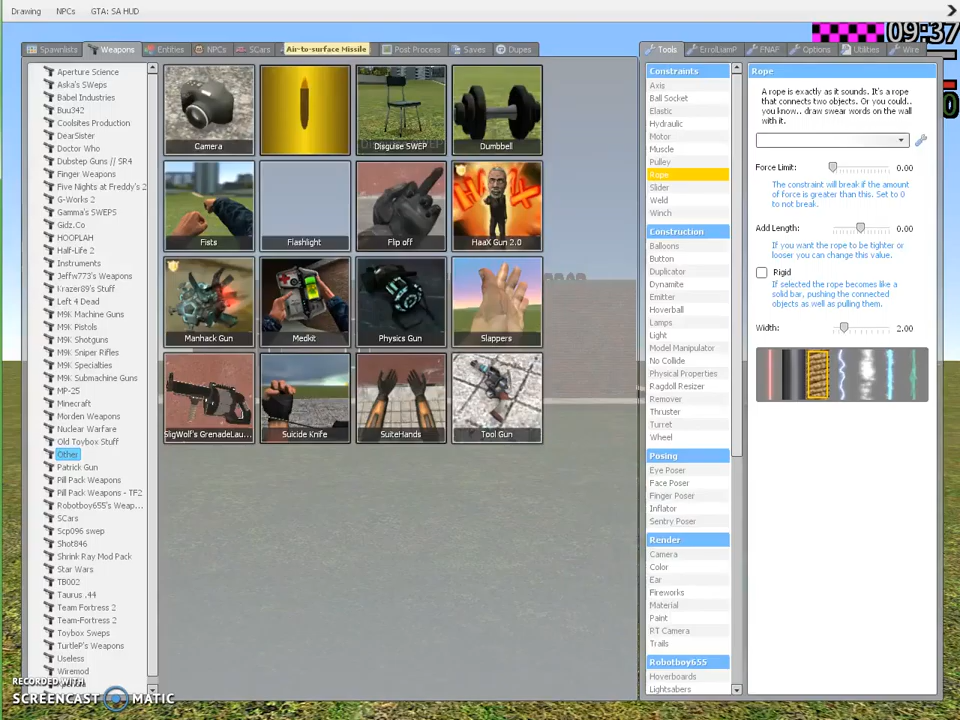 Drawing NPCs GTA: SA HUD
09:37
Spawnlists Weapons Entities NPCs SCars Air-to-surface Missile Post Process Saves Dupes
Tools ErrolLiamP FNAF Options Utilities Wire
Aperture Science
Aska's SWeps
Babel Industries
Buu342
Coolsites Production
DearSister
Doctor Who
Dubstep Guns // SR4
Finger Weapons
Five Nights at Freddy's 2
G-Works 2
Gamma's SWEPS
Gidz.Co
HOOPLAH
Half-Life 2
Instruments
Jeffw773's Weapons
Krazer89's Stuff
Left 4 Dead
M9K Machine Guns
M9K Pistols
M9K Shotguns
M9K Sniper Rifles
M9K Specialties
M9K Submachine Guns
MP-25
Minecraft
Morden Weapons
Nuclear Warfare
Old Toybox Stuff
Other
Patrick Gun
Pill Pack Weapons
Pill Pack Weapons - TF2
Robotboy655's Weap...
SCars
Scp096 swep
Shot846
Shrink Ray Mod Pack
Star Wars
TB002
Taurus .44
Team Fortress 2
Team-Fortress 2
Toybox Sweps
TurtleP's Weapons
Useless
Wiremod
Camera
Disguise SWEP
Dumbbell
Fists
Flashlight
Flip off
HaaX Gun 2.0
Manhack Gun
Medkit
Physics Gun
Slappers
SligWolf's GrenadeLau...
Suicide Knife
SuiteHands
Tool Gun
Constraints
Axis
Ball Socket
Elastic
Hydraulic
Motor
Muscle
Pulley
Rope
Slider
Weld
Winch
Construction
Balloons
Button
Duplicator
Dynamite
Emitter
Hoverball
Lamps
Light
Model Manipulator
No Collide
Physical Properties
Ragdoll Resizer
Remover
Thruster
Turret
Wheel
Posing
Eye Poser
Face Poser
Finger Poser
Inflator
Sentry Poser
Render
Camera
Color
Ear
Fireworks
Material
Paint
RT Camera
Trails
Robotboy655
Hoverboards
Lightsabers
Rope
A rope is exactly as it sounds. It's a rope
that connects two objects. Or you could..
you know.. draw swear words on the wall
with it.
Force Limit: 0.00
The constraint will break if the amount
of force is greater than this. Set to 0
to not break.
Add Length: 0.00
If you want the rope to be tighter or
looser you can change this value.
Rigid
If selected the rope becomes like a
solid bar, pushing the connected
objects as well as pulling them.
Width: 2.00
RECORDED WITH
SCREENCAST MATIC